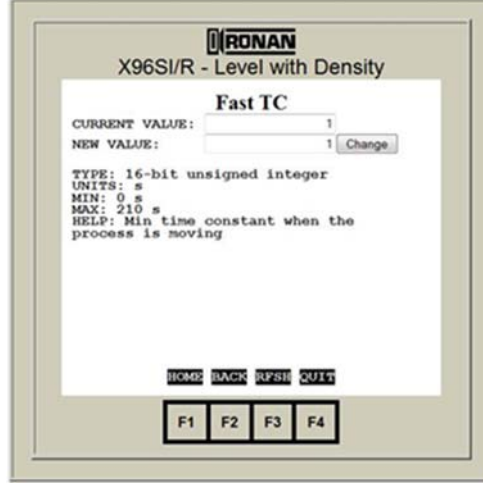 RONAN
X96SI/R - Level with Density
Fast TC
CURRENT VALUE: 1
NEW VALUE: 1 Change
TYPE: 16-bit unsigned integer
UNITS: s
MIN: 0 s
MAX: 210 s
HELP: Min time constant when the
process is moving
HOME BACK RFSH QUIT
F1 F2 F3 F4